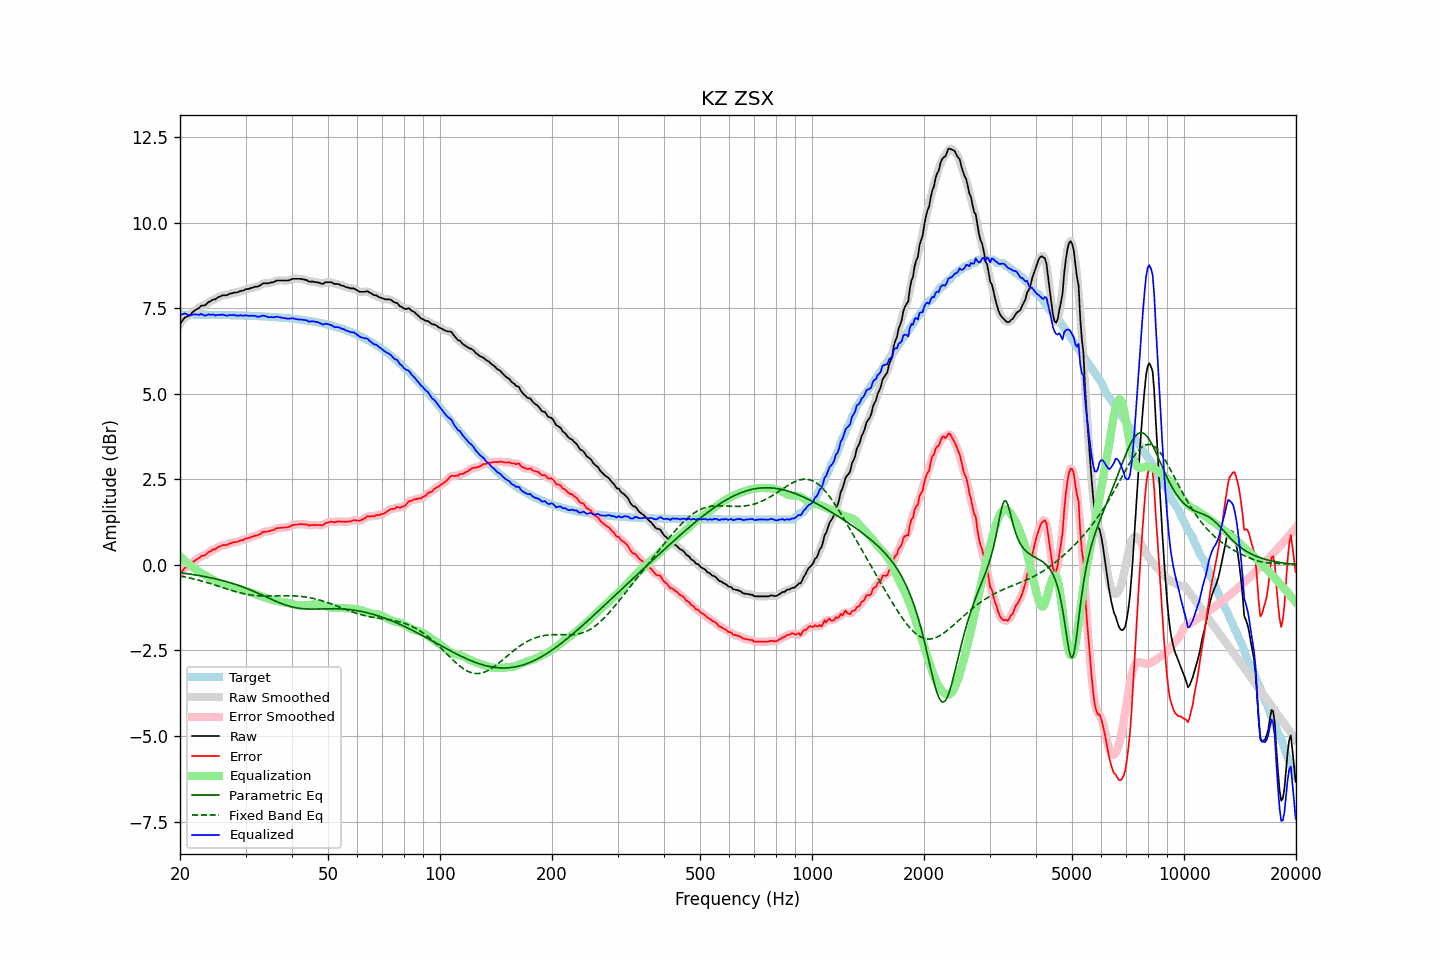 KZ ZSX
12.5
10.0
7.5
5.0
2.5
0.0
−2.5
−5.0
−7.5
Amplitude (dBr)
Target
Raw Smoothed
Error Smoothed
Raw
Error
Equalization
Parametric Eq
Fixed Band Eq
Equalized
20 50 100 200 500 1000 2000 5000 10000 20000
Frequency (Hz)